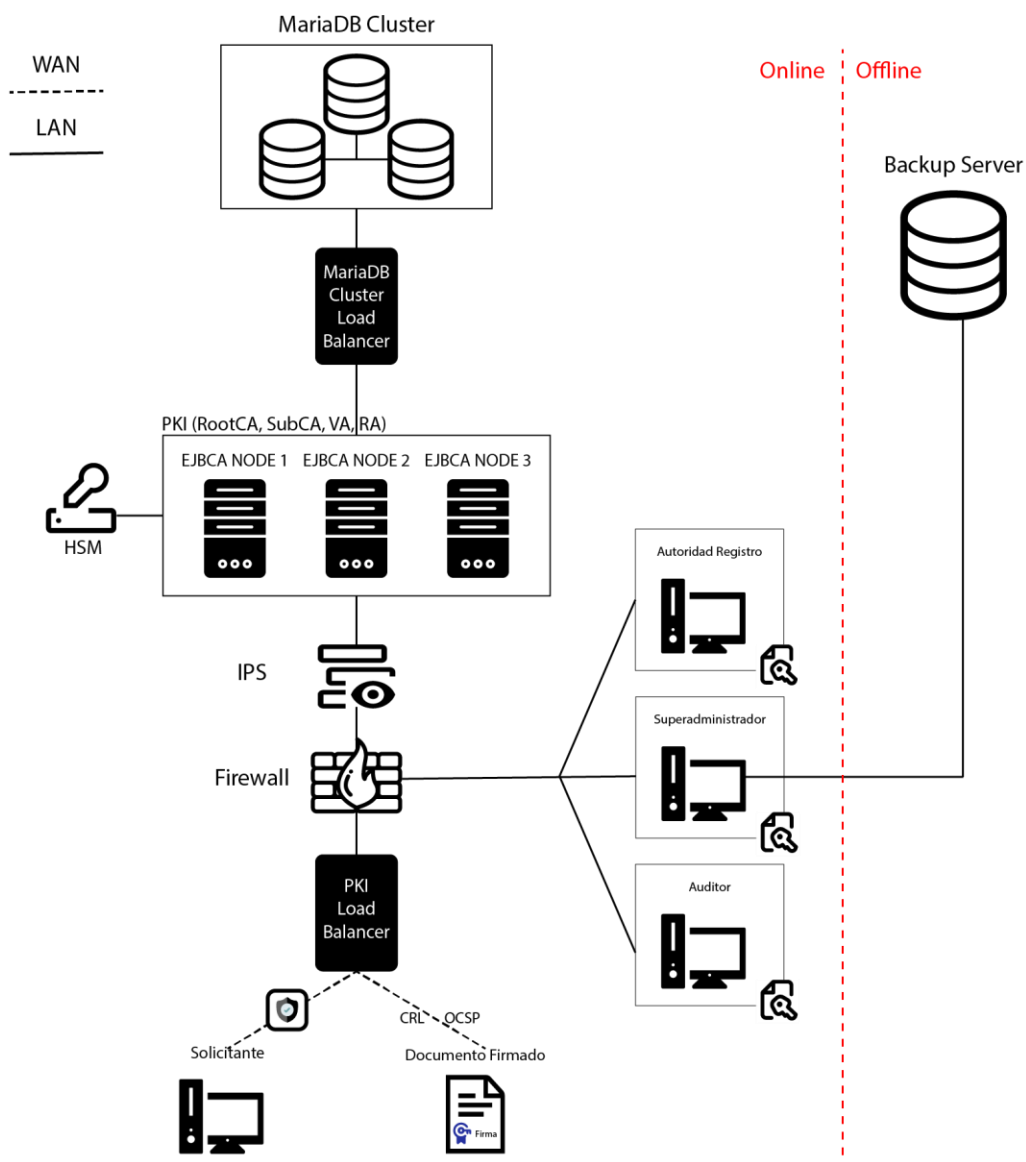 MariaDB Cluster
WAN
LAN
Online
Offline
Backup Server
MariaDB
Cluster
Load
Balancer
PKI (RootCA, SubCA, VA, RA)
EJBCA NODE 1
EJBCA NODE 2
EJBCA NODE 3
HSM
Autoridad Registro
IPS
Superadministrador
Firewall
PKI
Load
Balancer
Auditor
CRL
OCSP
Solicitante
Documento Firmado
Firma